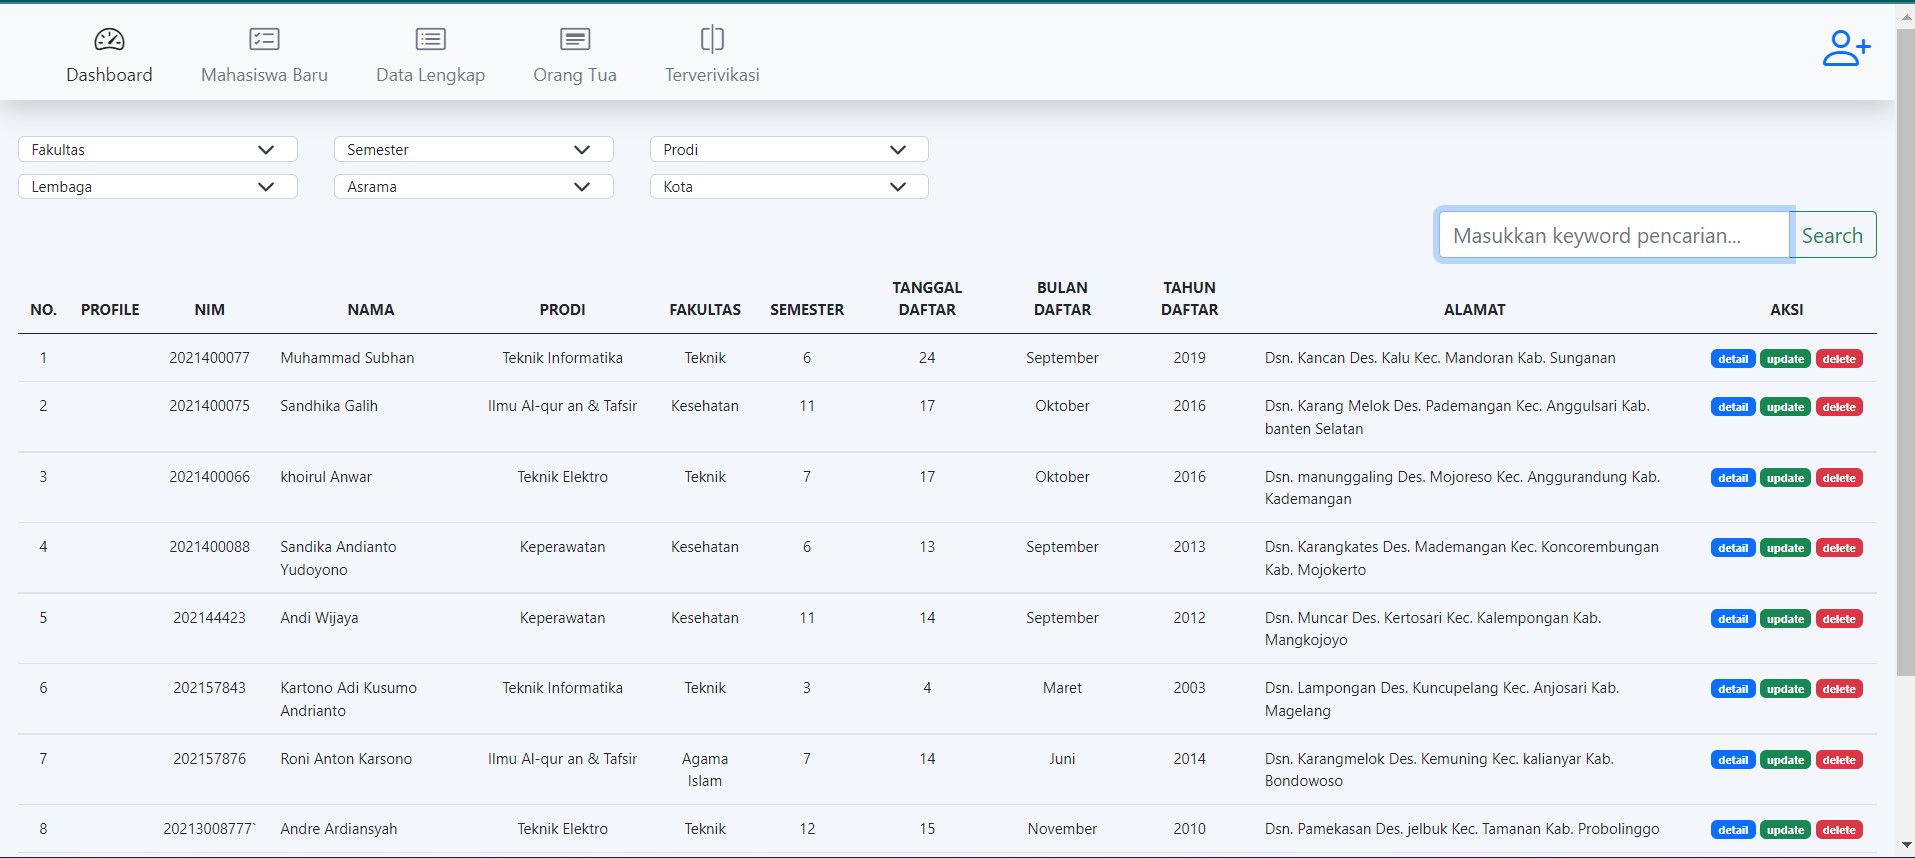 Dashboard Mahasiswa Baru Data Lengkap Orang Tua Terverivikasi
Fakultas Semester Prodi
Lembaga Asrama Kota
Masukkan keyword pencarian... Search
NO. PROFILE NIM NAMA PRODI FAKULTAS SEMESTER TANGGAL DAFTAR BULAN DAFTAR TAHUN DAFTAR ALAMAT AKSI
1 2021400077 Muhammad Subhan Teknik Informatika Teknik 6 24 September 2019 Dsn. Kancan Des. Kalu Kec. Mandoran Kab. Sunganan detail update delete
2 2021400075 Sandhika Galih Ilmu Al-qur an & Tafsir Kesehatan 11 17 Oktober 2016 Dsn. Karang Melok Des. Pademangan Kec. Anggulsari Kab. detail update delete
banten Selatan
3 2021400066 khoirul Anwar Teknik Elektro Teknik 7 17 Oktober 2016 Dsn. manunggaling Des. Mojoreso Kec. Anggurandung Kab. detail update delete
Kademangan
4 2021400088 Sandika Andianto Keperawatan Kesehatan 6 13 September 2013 Dsn. Karangkates Des. Mademangan Kec. Koncorembungan detail update delete
Yudoyono Kab. Mojokerto
5 202144423 Andi Wijaya Keperawatan Kesehatan 11 14 September 2012 Dsn. Muncar Des. Kertosari Kec. Kalempongan Kab. detail update delete
Mangkojoyo
6 202157843 Kartono Adi Kusumo Teknik Informatika Teknik 3 4 Maret 2003 Dsn. Lampongan Des. Kuncupelang Kec. Anjosari Kab. detail update delete
Andrianto Magelang
7 202157876 Roni Anton Karsono Ilmu Al-qur an & Tafsir Agama 7 14 Juni 2014 Dsn. Karangmelok Des. Kemuning Kec. kalianyar Kab. detail update delete
Islam Bondowoso
8 20213008777` Andre Ardiansyah Teknik Elektro Teknik 12 15 November 2010 Dsn. Pamekasan Des. jelbuk Kec. Tamanan Kab. Probolinggo detail update delete